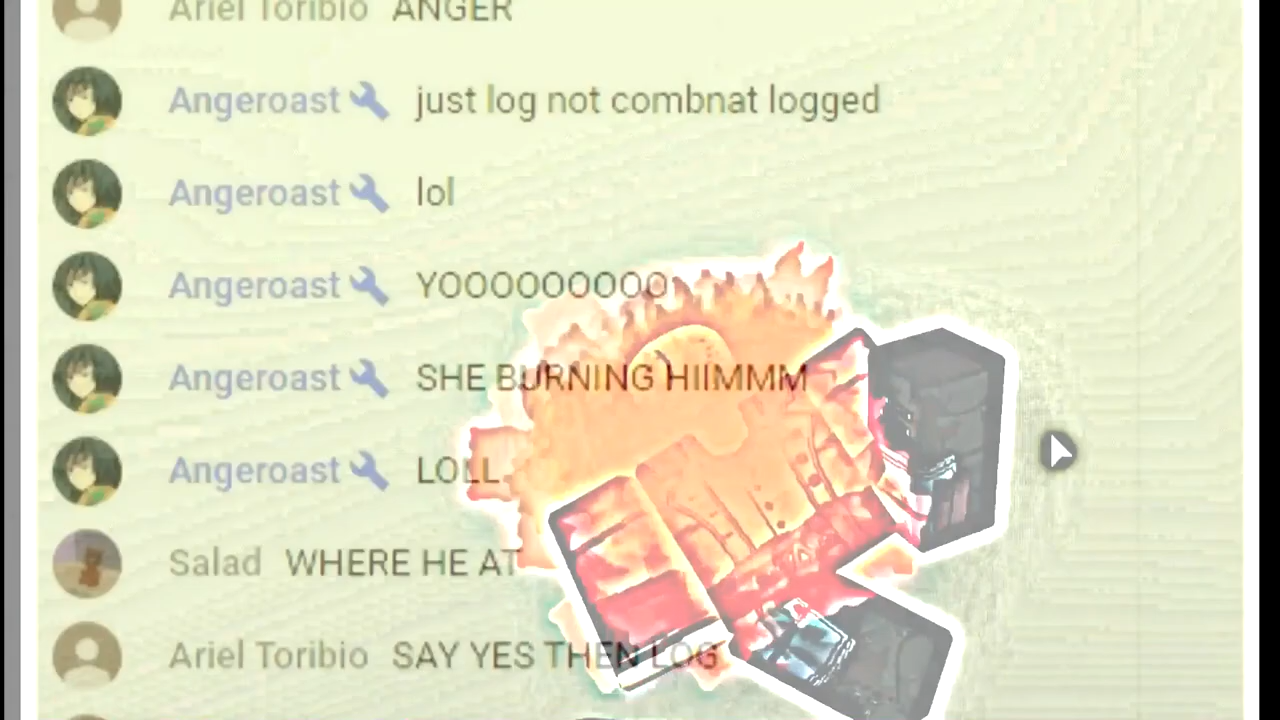 Ariel Toribio ANGER
Angeroast just log not combnat logged
Angeroast lol
Angeroast YOOOOOOOOO
Angeroast SHE BURNING HIIMMM
Angeroast LOLL
Salad WHERE HE AT
Ariel Toribio SAY YES THEN LOG